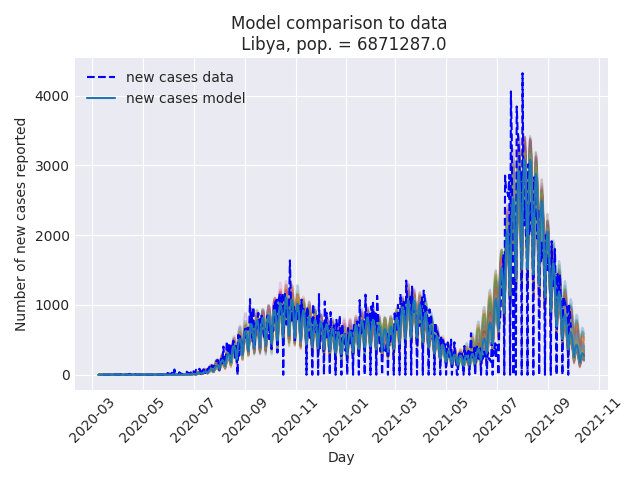 Model comparison to data
Libya, pop. = 6871287.0
new cases data
new cases model
Number of new cases reported
4000
3000
2000
1000
0
2020-03
2020-05
2020-07
2020-09
2020-11
2021-01
2021-03
2021-05
2021-07
2021-09
2021-11
Day